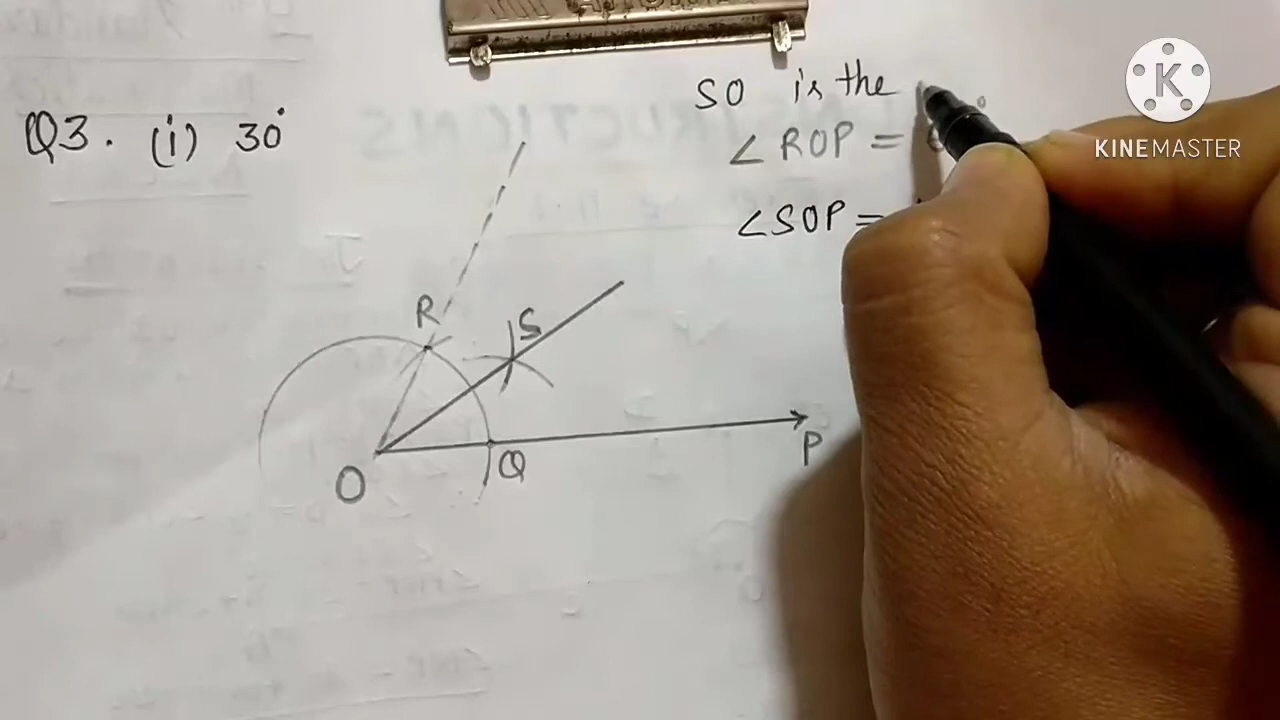 Q3. (i) 30°
SO is the
∠ROP =
∠SOP =
R
S
O
Q
P
K
KINEMASTER